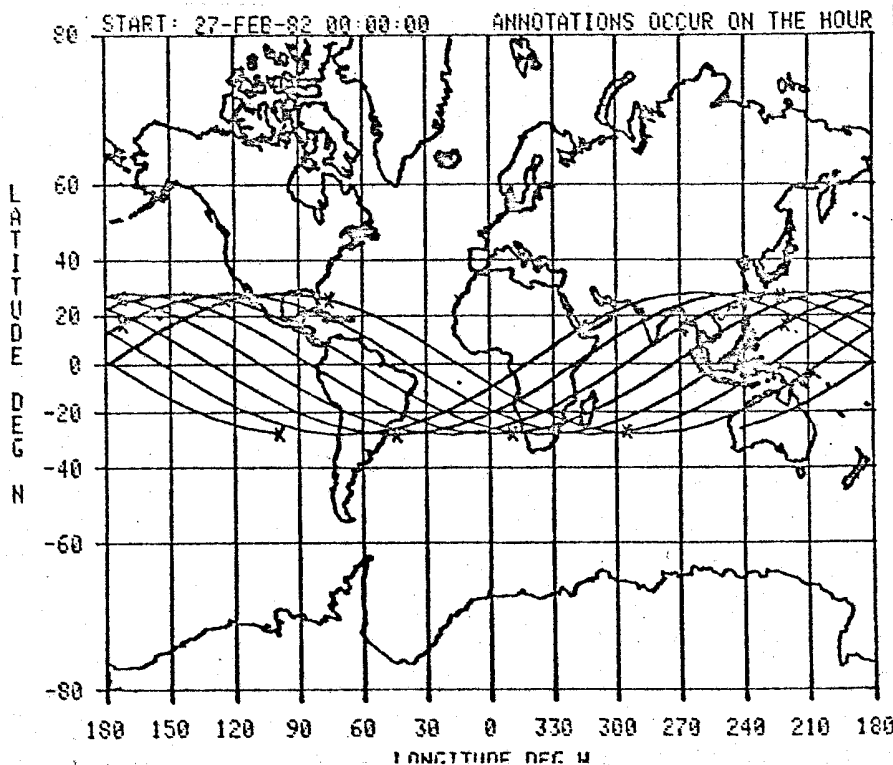 START: 27-FEB-82 00:00:00 ANNOTATIONS OCCUR ON THE HOUR
LATITUDE DEG N
80
60
40
20
0
-20
-40
-60
-80
180 150 120 90 60 30 0 330 300 270 240 210 180
LONGITUDE DEG W